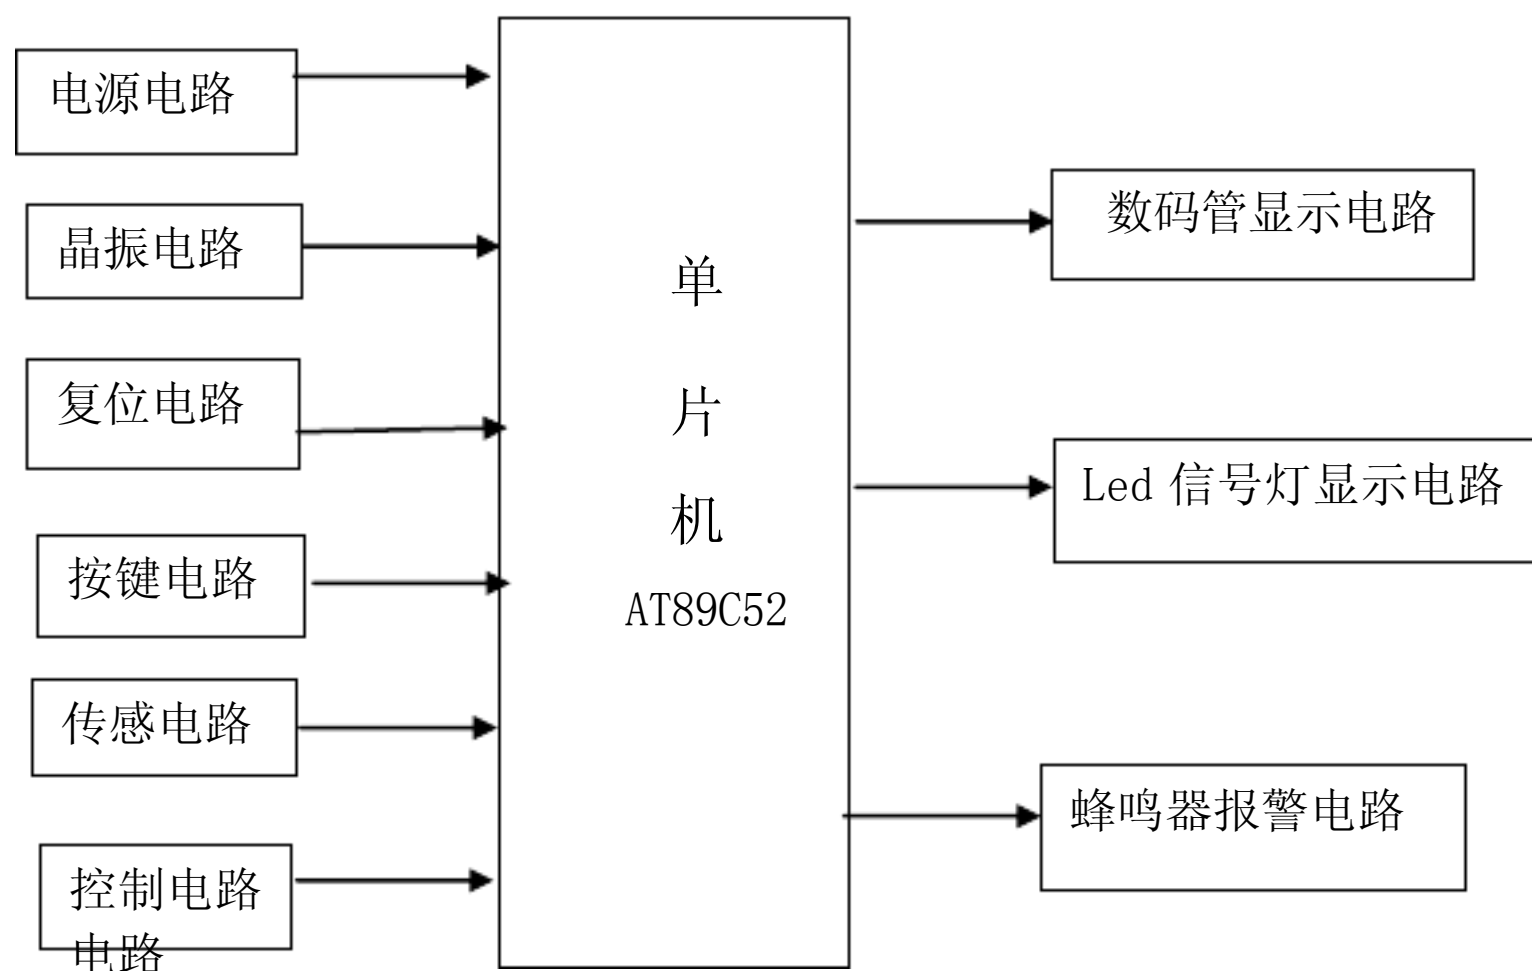 电源电路
晶振电路
复位电路
按键电路
传感电路
控制电路
电路
单
片
机
AT89C52
数码管显示电路
Led 信号灯显示电路
蜂鸣器报警电路